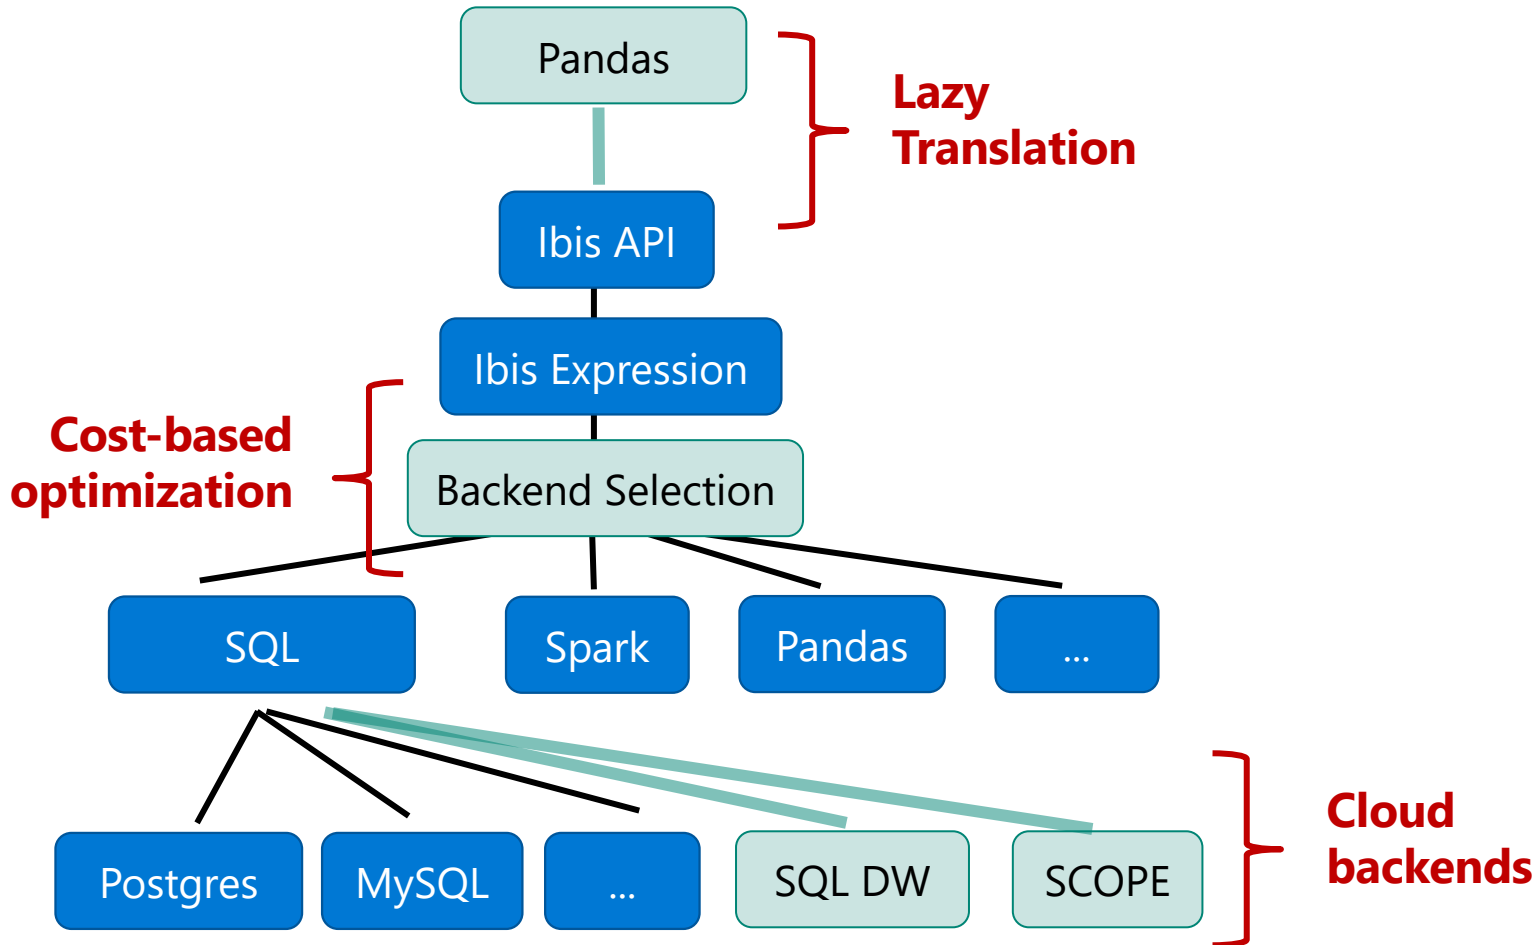 Pandas
Lazy
Translation
Ibis API
Ibis Expression
Cost-based
optimization
Backend Selection
SQL
Spark
Pandas
...
Cloud
backends
Postgres
MySQL
...
SQL DW
SCOPE